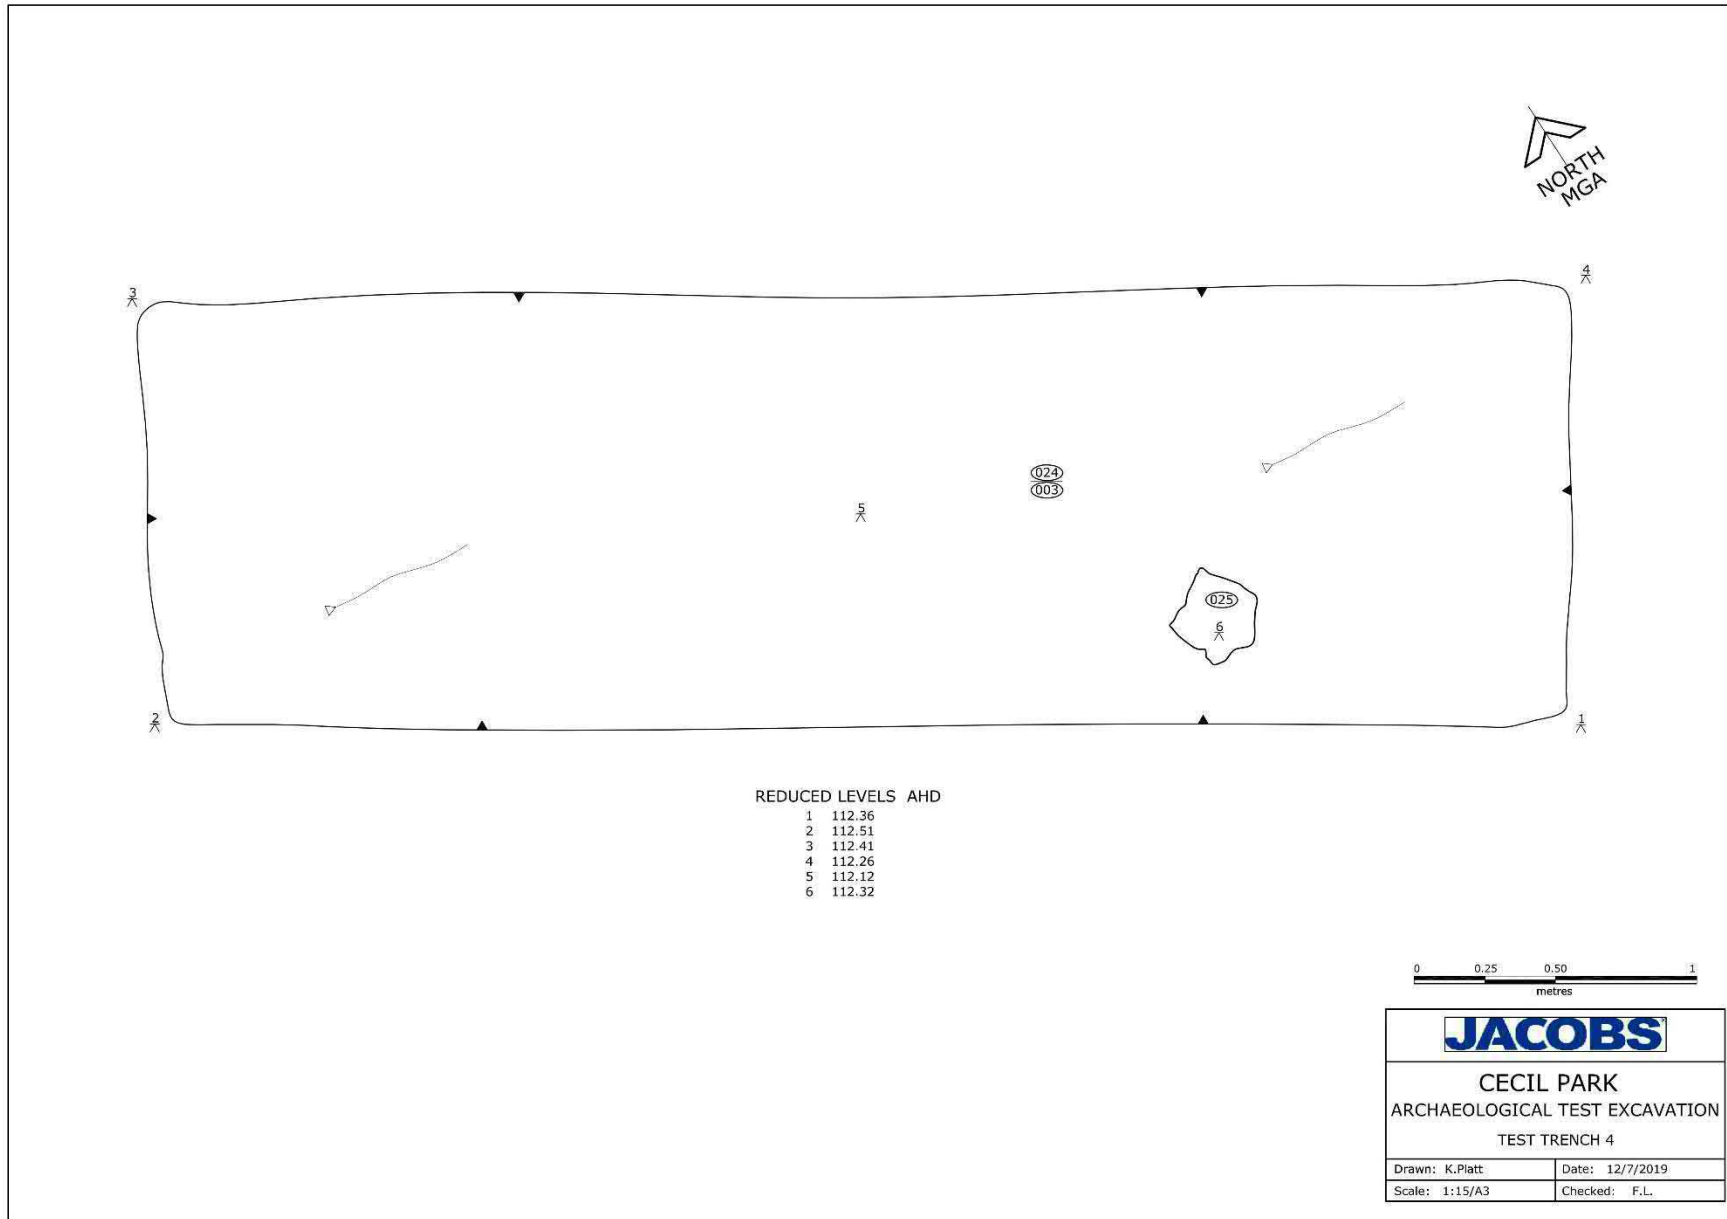 NORTH
MGA
3
4
024
003
5
025
6
2
1
REDUCED LEVELS AHD
1 112.36
2 112.51
3 112.41
4 112.26
5 112.12
6 112.32
0 0.25 0.50 1
metres
JACOBS
CECIL PARK
ARCHAEOLOGICAL TEST EXCAVATION
TEST TRENCH 4
Drawn: K.Platt Date: 12/7/2019
Scale: 1:15/A3 Checked: F.L.